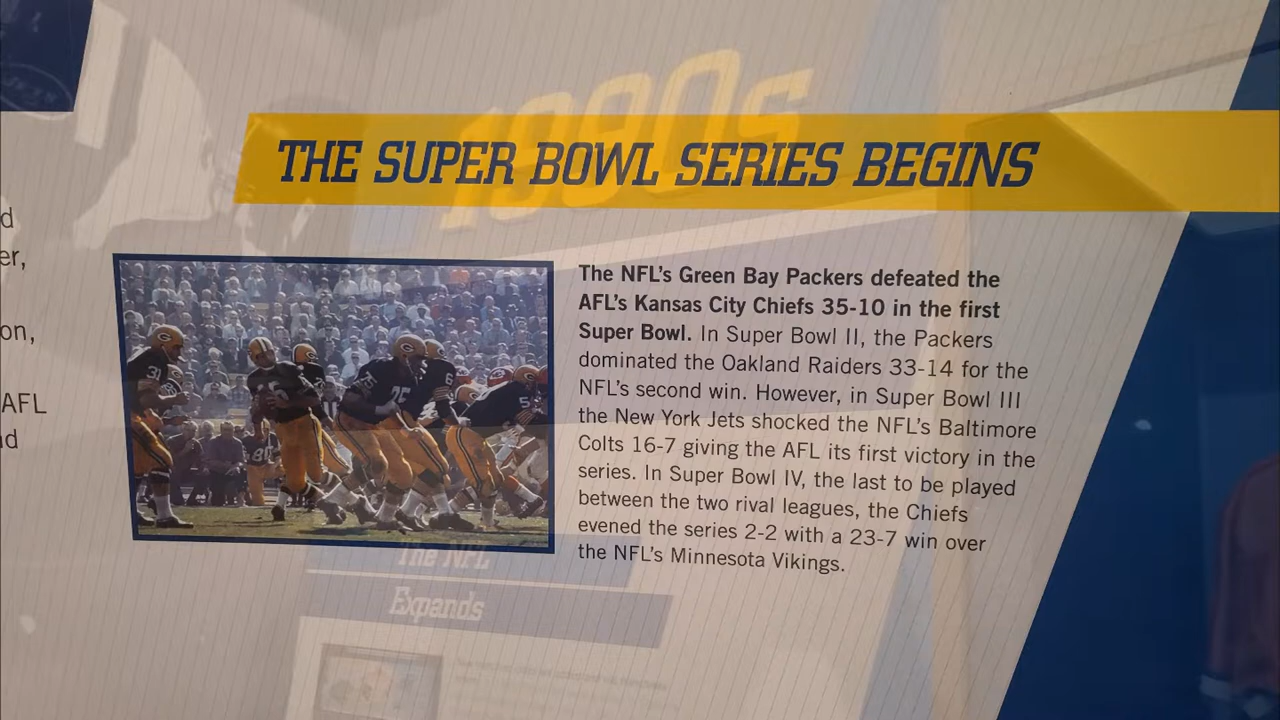 1990s
THE SUPER BOWL SERIES BEGINS
d
er,
on,
AFL
nd
The NFL's Green Bay Packers defeated the
AFL's Kansas City Chiefs 35-10 in the first
Super Bowl. In Super Bowl II, the Packers
dominated the Oakland Raiders 33-14 for the
NFL's second win. However, in Super Bowl III
the New York Jets shocked the NFL's Baltimore
Colts 16-7 giving the AFL its first victory in the
series. In Super Bowl IV, the last to be played
between the two rival leagues, the Chiefs
evened the series 2-2 with a 23-7 win over
the NFL's Minnesota Vikings.
31
15
75
80
The NFL
Expands